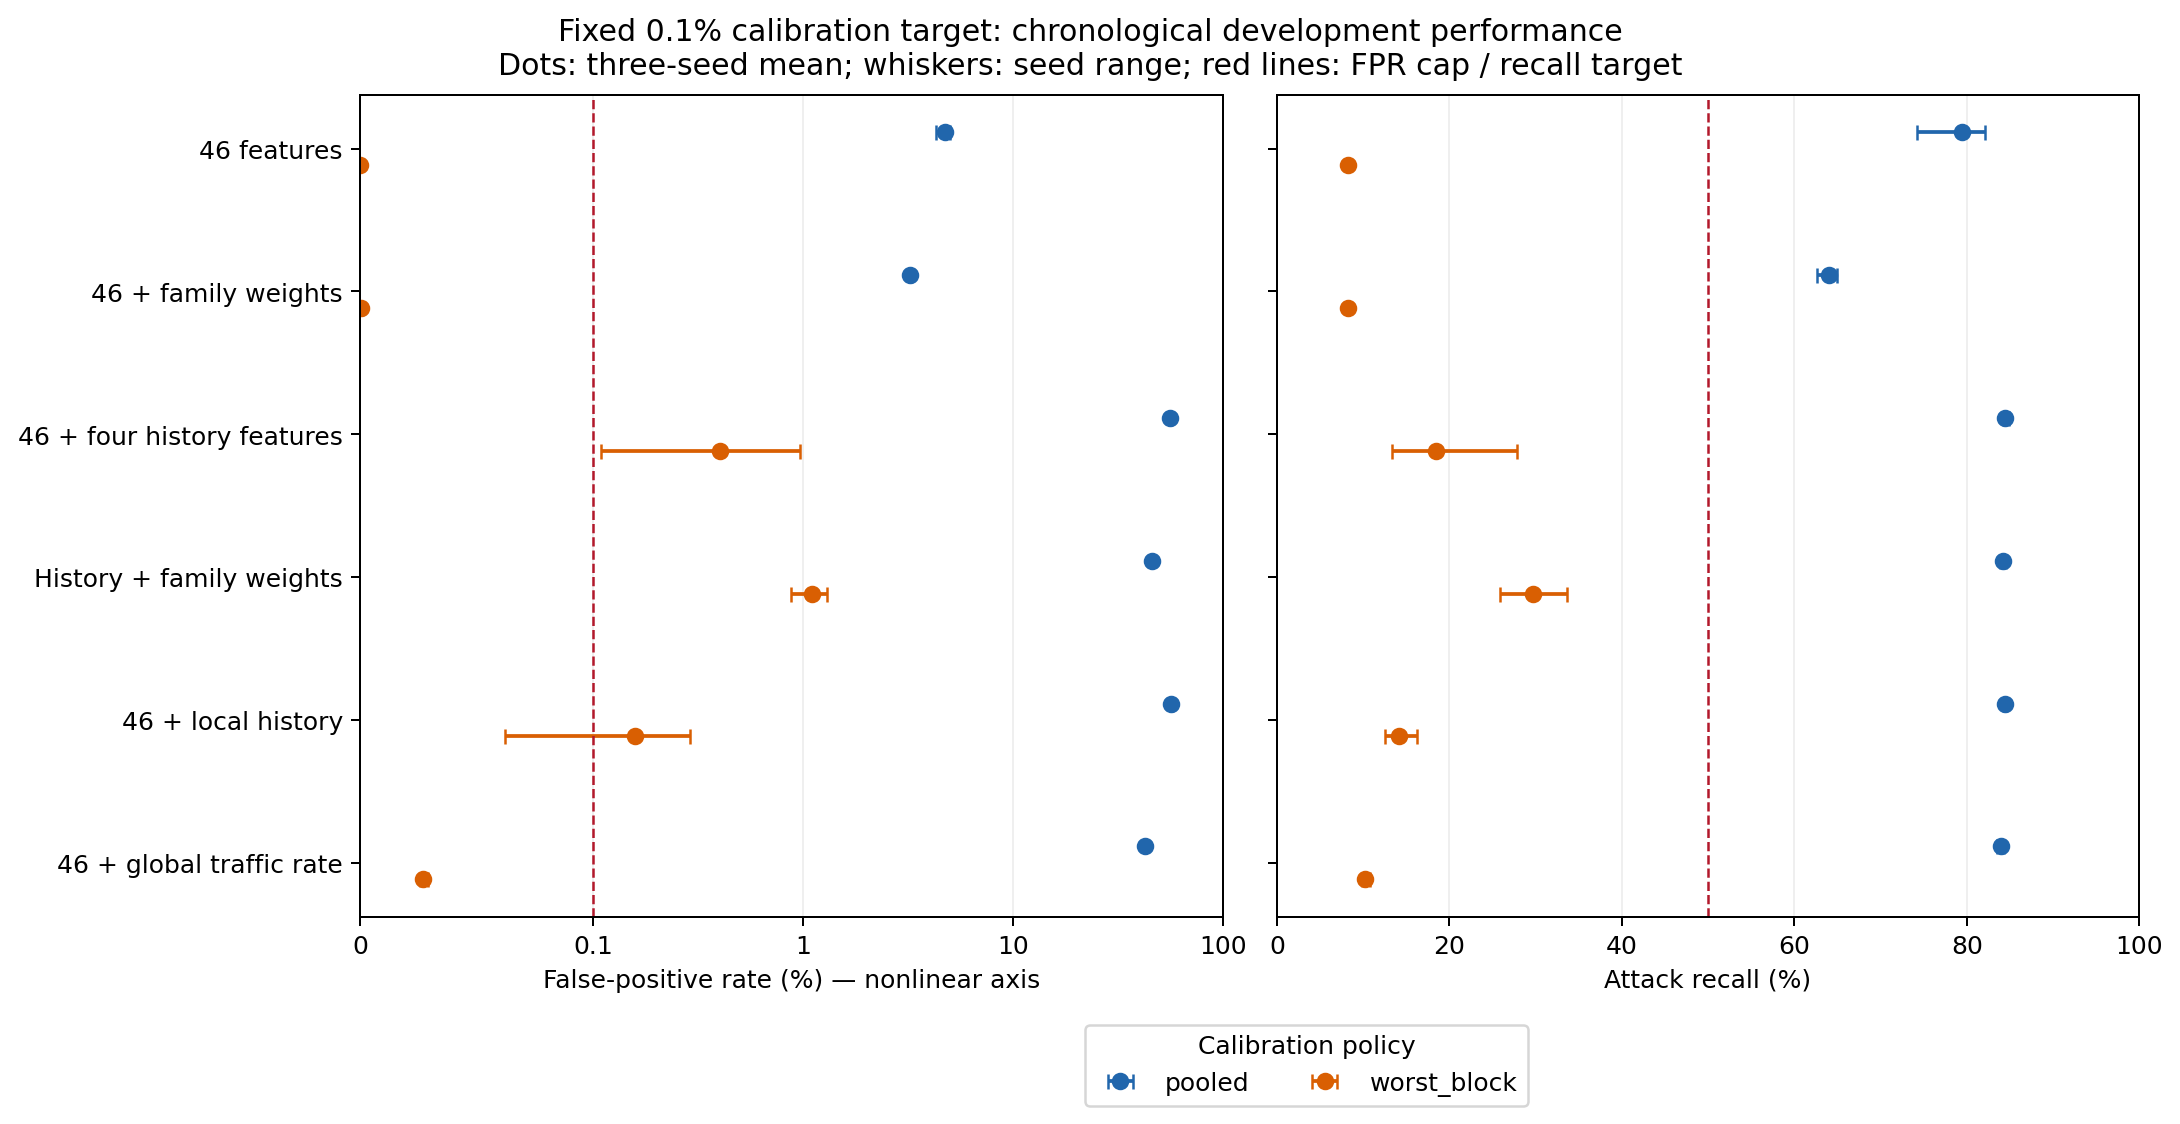 Fixed 0.1% calibration target: chronological development performance
Dots: three-seed mean; whiskers: seed range; red lines: FPR cap / recall target
46 features
46 + family weights
46 + four history features
History + family weights
46 + local history
46 + global traffic rate
0 0.1 1 10 100
False-positive rate (%) — nonlinear axis
0 20 40 60 80 100
Attack recall (%)
Calibration policy
pooled worst_block